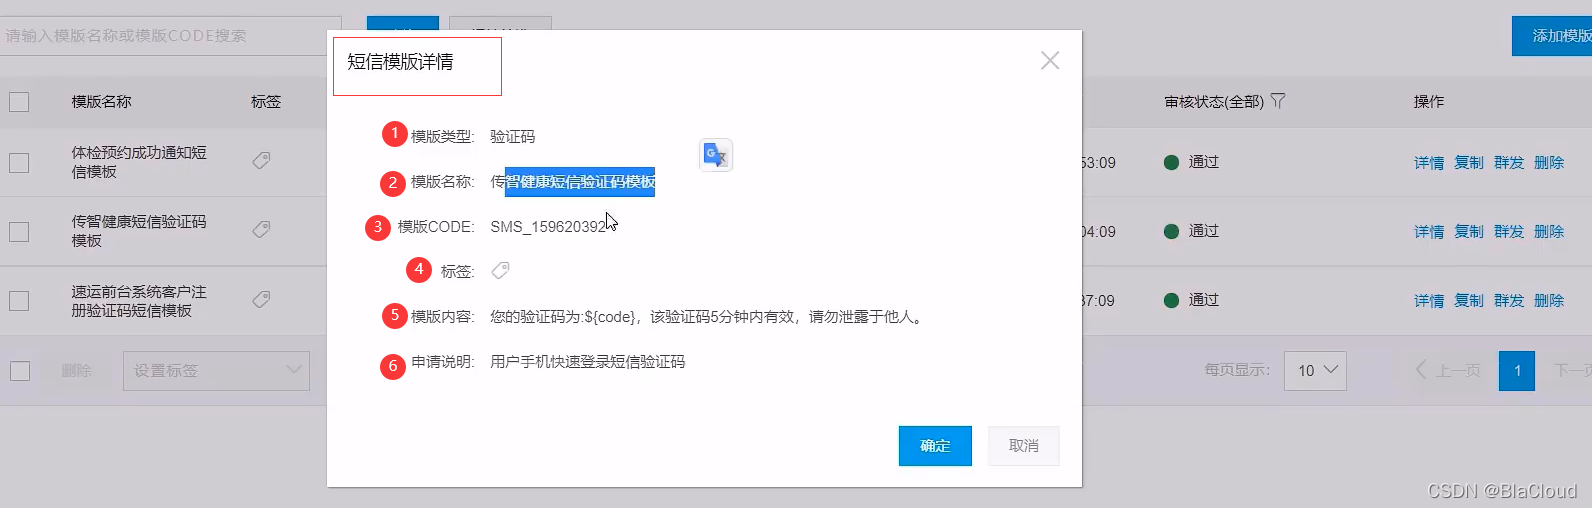 请输入模版名称或模版CODE搜索
添加模版
短信模版详情
模版名称 标签 审核状态(全部) 操作
1 模版类型: 验证码
体检预约成功通知短信模板 53:09 通过 详情 复制 群发 删除
2 模版名称: 传智健康短信验证码模板
传智健康短信验证码模板 04:09 通过 详情 复制 群发 删除
3 模版CODE: SMS_159620392
4 标签:
速运前台系统客户注册验证码短信模板 37:09 通过 详情 复制 群发 删除
5 模版内容: 您的验证码为:${code}，该验证码5分钟内有效，请勿泄露于他人。
6 申请说明: 用户手机快速登录短信验证码
删除 设置标签 每页显示: 10 上一页 1 下一页
确定 取消
CSDN @BlaCloud